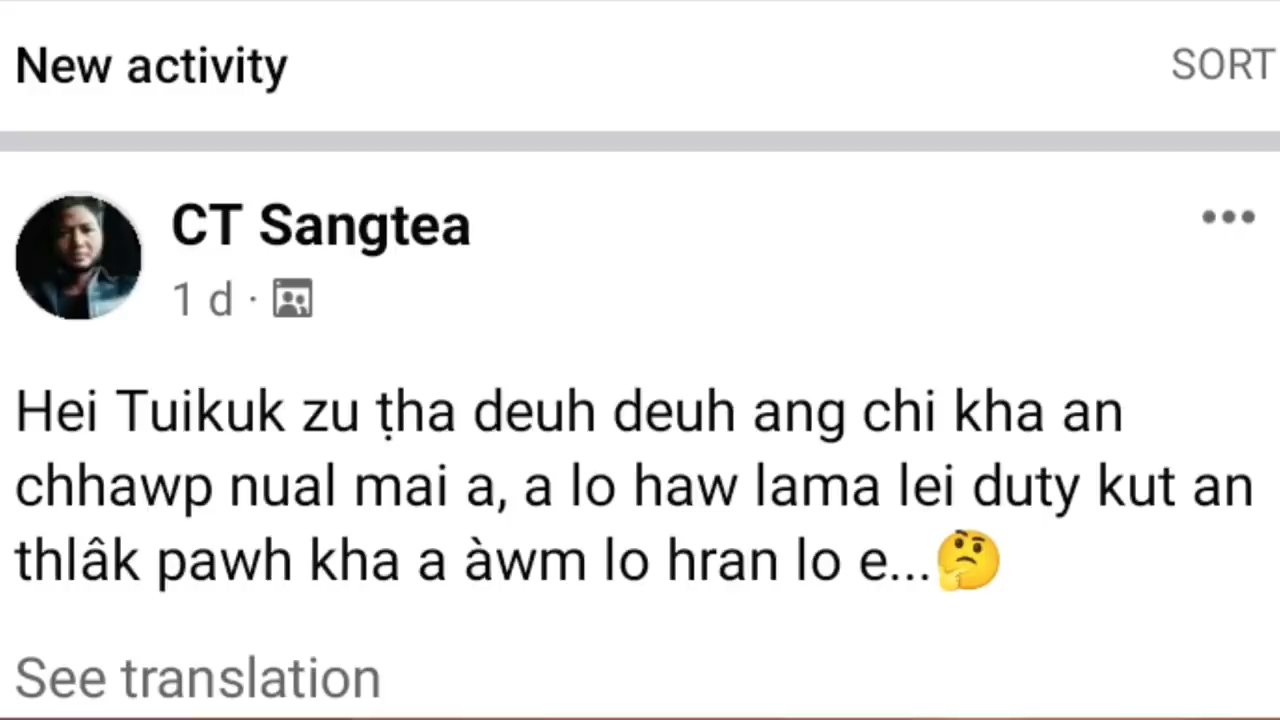 New activity
SORT
CT Sangtea
1 d ·
Hei Tuikuk zu ṭha deuh deuh ang chi kha an
chhawp nual mai a, a lo haw lama lei duty kut an
thlâk pawh kha a àwm lo hran lo e...🤔
See translation